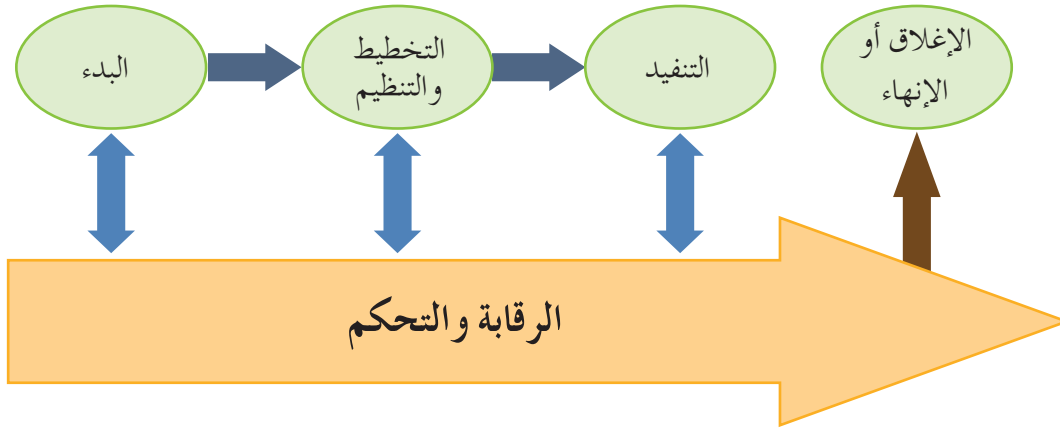 البدء
التخطيط
والتنظيم
التنفيد
الإغلاق أو
الإنهاء
الرقابة والتحكم